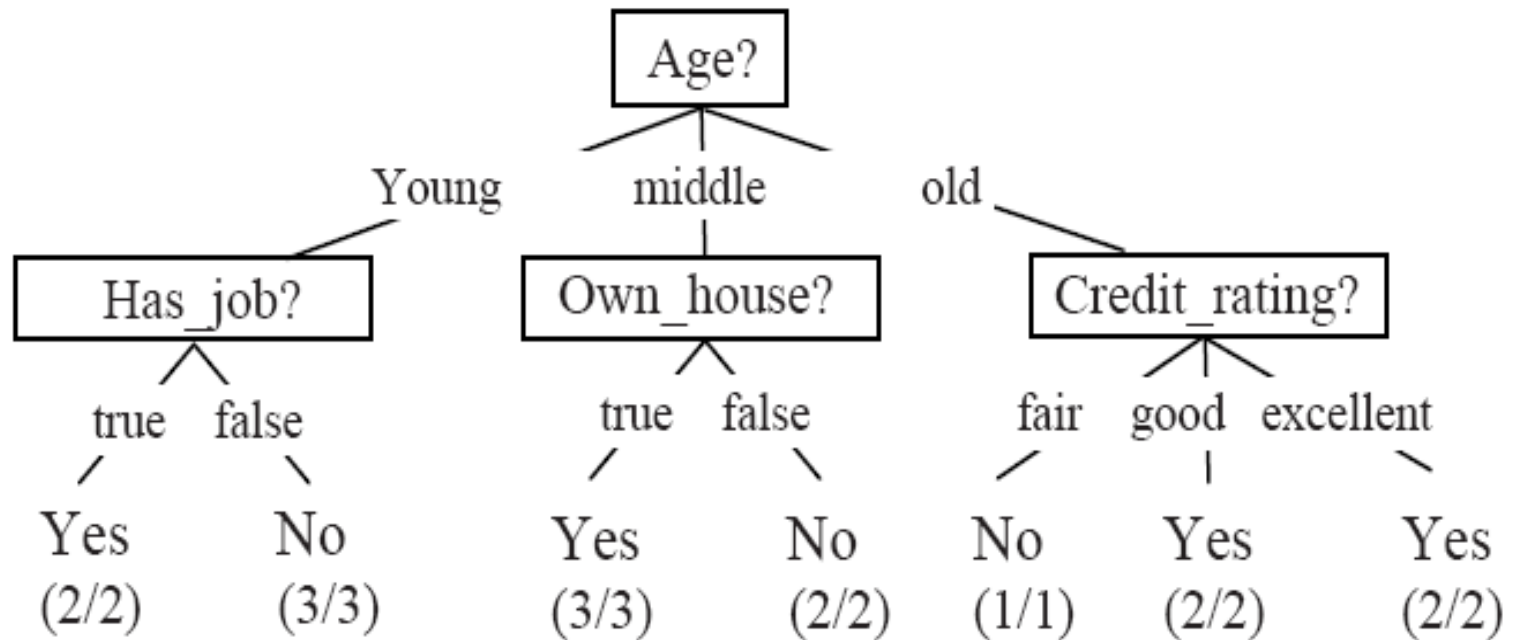 Age?
Young middle old
Has_job? Own_house? Credit_rating?
true false true false fair good excellent
Yes No Yes No No Yes Yes
(2/2) (3/3) (3/3) (2/2) (1/1) (2/2) (2/2)